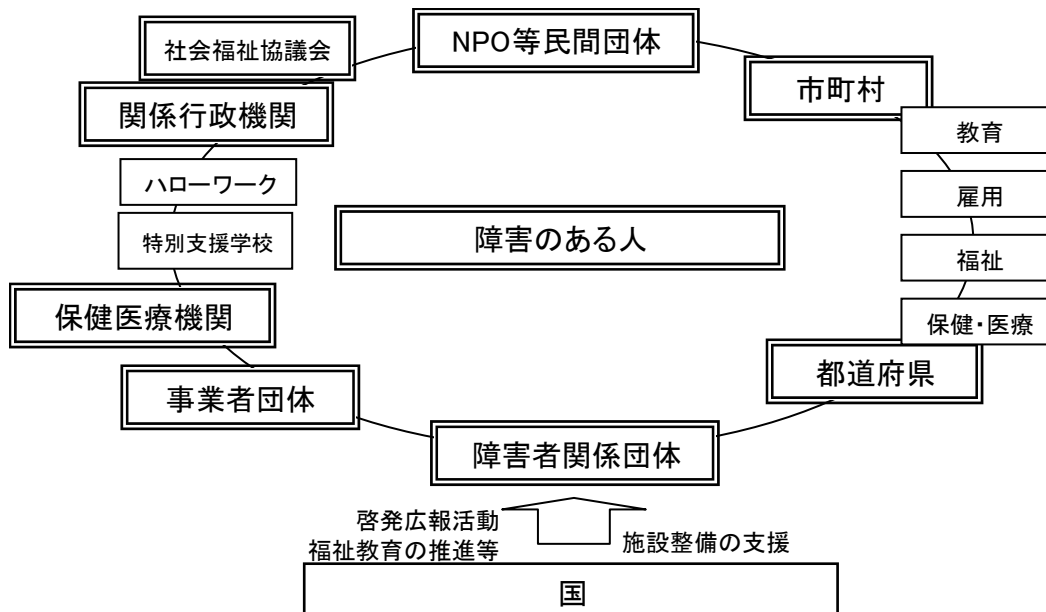 社会福祉協議会
NPO等民間団体
市町村
関係行政機関
教育
ハローワーク
雇用
特別支援学校
障害のある人
福祉
保健医療機関
保健・医療
事業者団体
都道府県
障害者関係団体
啓発広報活動
福祉教育の推進等
施設整備の支援
国